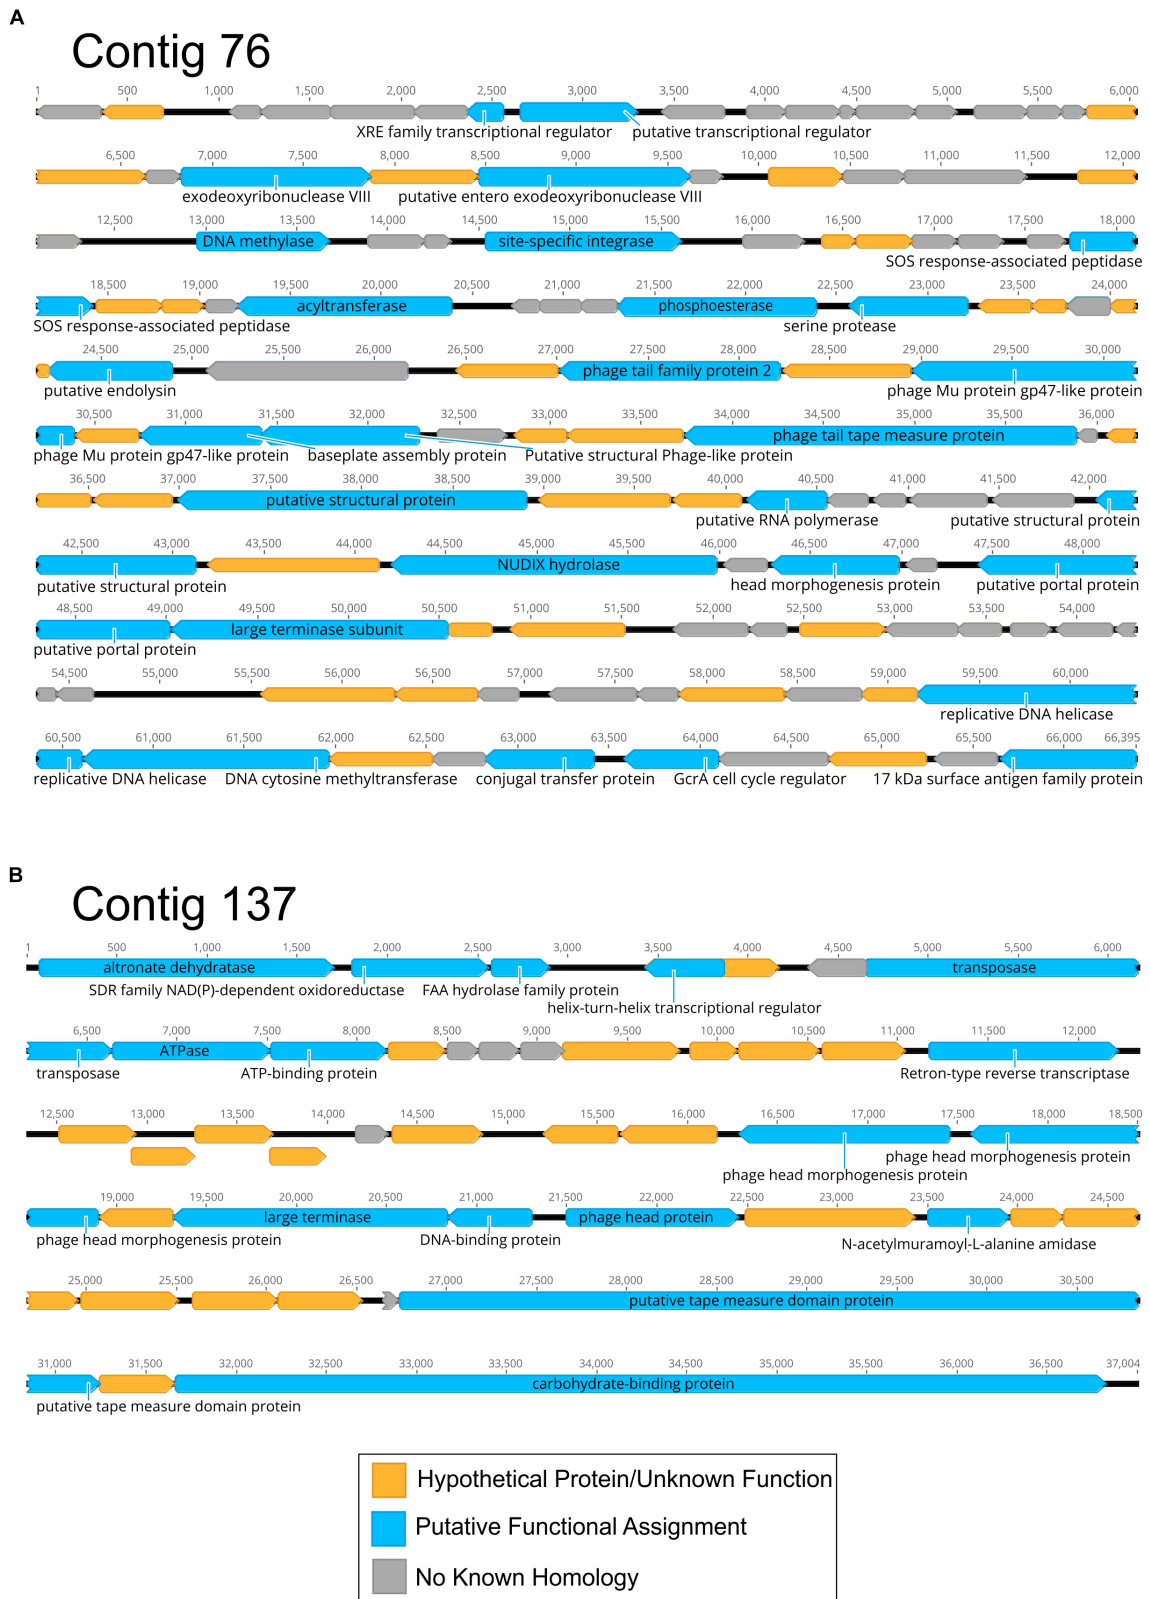 A
Contig 76
1 500 1,000 1,500 2,000 2,500 3,000 3,500 4,000 4,500 5,000 5,500 6,000
XRE family transcriptional regulator putative transcriptional regulator
6,500 7,000 7,500 8,000 8,500 9,000 9,500 10,000 10,500 11,000 11,500 12,000
exodeoxyribonuclease VIII putative entero exodeoxyribonuclease VIII
12,500 13,000 13,500 14,000 14,500 15,000 15,500 16,000 16,500 17,000 17,500 18,000
DNA methylase site-specific integrase
SOS response-associated peptidase
18,500 19,000 19,500 20,000 20,500 21,000 21,500 22,000 22,500 23,000 23,500 24,000
acyltransferase phosphoesterase
SOS response-associated peptidase serine protease
24,500 25,000 25,500 26,000 26,500 27,000 27,500 28,000 28,500 29,000 29,500 30,000
phage tail family protein 2
putative endolysin phage Mu protein gp47-like protein
30,500 31,000 31,500 32,000 32,500 33,000 33,500 34,000 34,500 35,000 35,500 36,000
phage tail tape measure protein
phage Mu protein gp47-like protein baseplate assembly protein Putative structural Phage-like protein
36,500 37,000 37,500 38,000 38,500 39,000 39,500 40,000 40,500 41,000 41,500 42,000
putative structural protein
putative RNA polymerase putative structural protein
42,500 43,000 43,500 44,000 44,500 45,000 45,500 46,000 46,500 47,000 47,500 48,000
NUDIX hydrolase
putative structural protein head morphogenesis protein putative portal protein
48,500 49,000 49,500 50,000 50,500 51,000 51,500 52,000 52,500 53,000 53,500 54,000
large terminase subunit
putative portal protein
54,500 55,000 55,500 56,000 56,500 57,000 57,500 58,000 58,500 59,000 59,500 60,000
replicative DNA helicase
60,500 61,000 61,500 62,000 62,500 63,000 63,500 64,000 64,500 65,000 65,500 66,000 66,395
replicative DNA helicase DNA cytosine methyltransferase conjugal transfer protein GcrA cell cycle regulator 17 kDa surface antigen family protein
B
Contig 137
1 500 1,000 1,500 2,000 2,500 3,000 3,500 4,000 4,500 5,000 5,500 6,000
altronate dehydratase transposase
SDR family NAD(P)-dependent oxidoreductase FAA hydrolase family protein
helix-turn-helix transcriptional regulator
6,500 7,000 7,500 8,000 8,500 9,000 9,500 10,000 10,500 11,000 11,500 12,000
ATPase
transposase ATP-binding protein Retron-type reverse transcriptase
12,500 13,000 13,500 14,000 14,500 15,000 15,500 16,000 16,500 17,000 17,500 18,000 18,500
phage head morphogenesis protein
phage head morphogenesis protein
19,000 19,500 20,000 20,500 21,000 21,500 22,000 22,500 23,000 23,500 24,000 24,500
large terminase phage head protein
phage head morphogenesis protein DNA-binding protein N-acetylmuramoyl-L-alanine amidase
25,000 25,500 26,000 26,500 27,000 27,500 28,000 28,500 29,000 29,500 30,000 30,500
putative tape measure domain protein
31,000 31,500 32,000 32,500 33,000 33,500 34,000 34,500 35,000 35,500 36,000 36,500 37,004
carbohydrate-binding protein
putative tape measure domain protein
Hypothetical Protein/Unknown Function
Putative Functional Assignment
No Known Homology